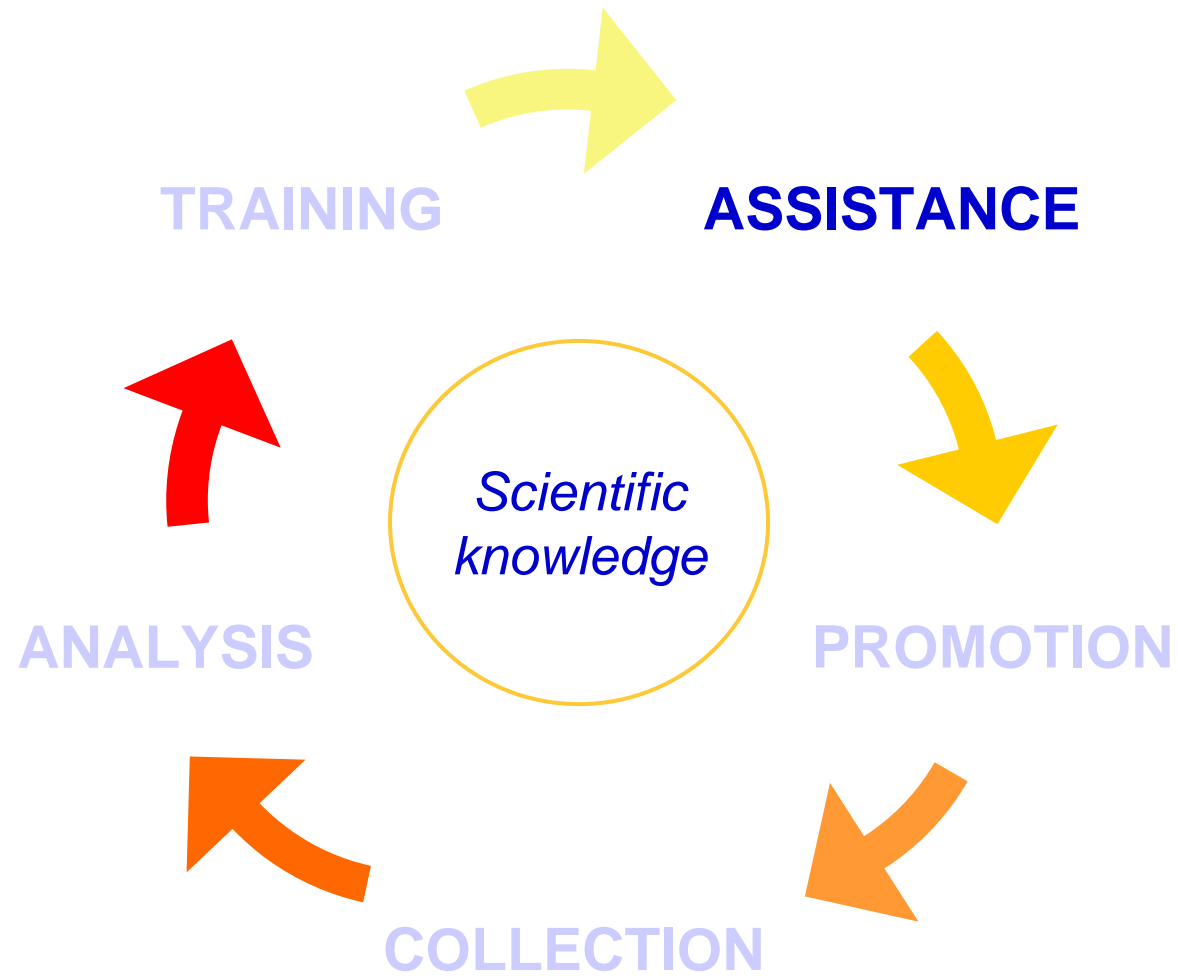 TRAINING
ASSISTANCE
Scientific
knowledge
ANALYSIS
PROMOTION
COLLECTION